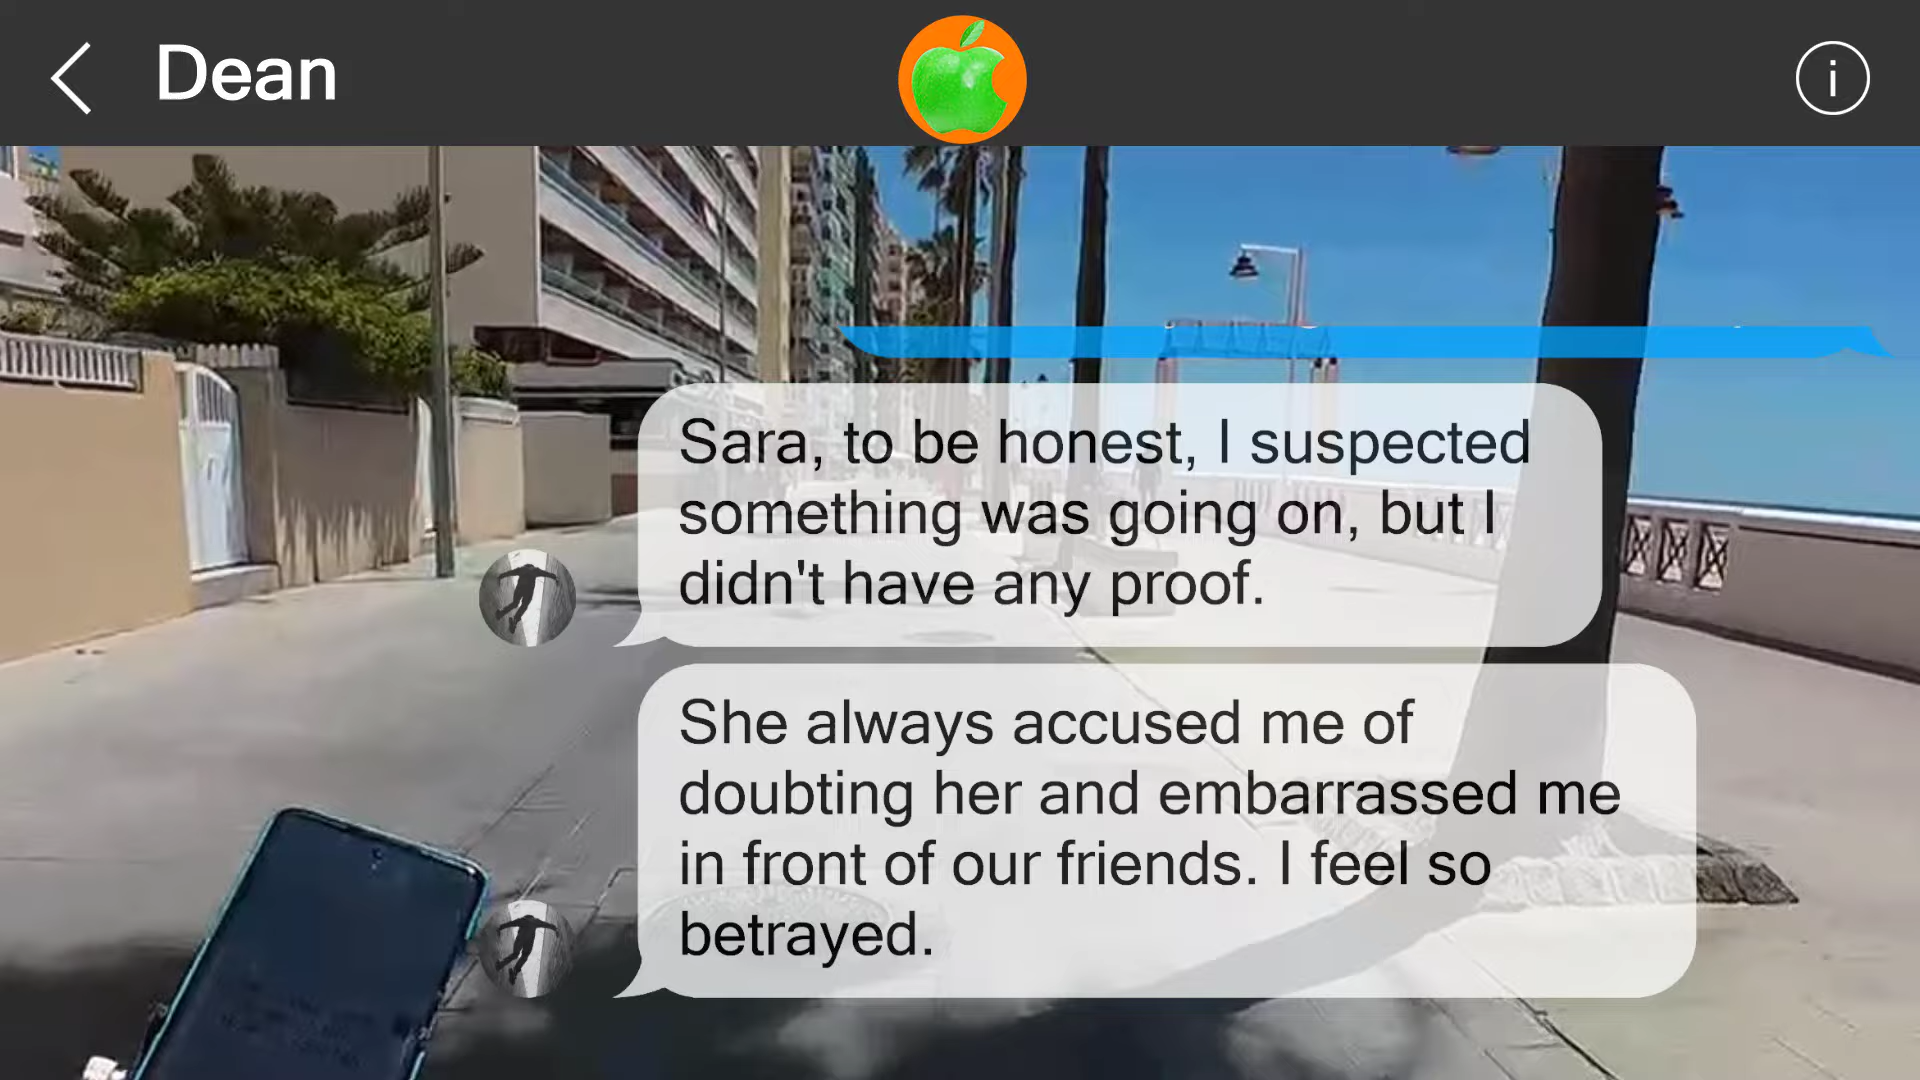 Dean
Sara, to be honest, I suspected
something was going on, but I
didn't have any proof.
She always accused me of
doubting her and embarrassed me
in front of our friends. I feel so
betrayed.